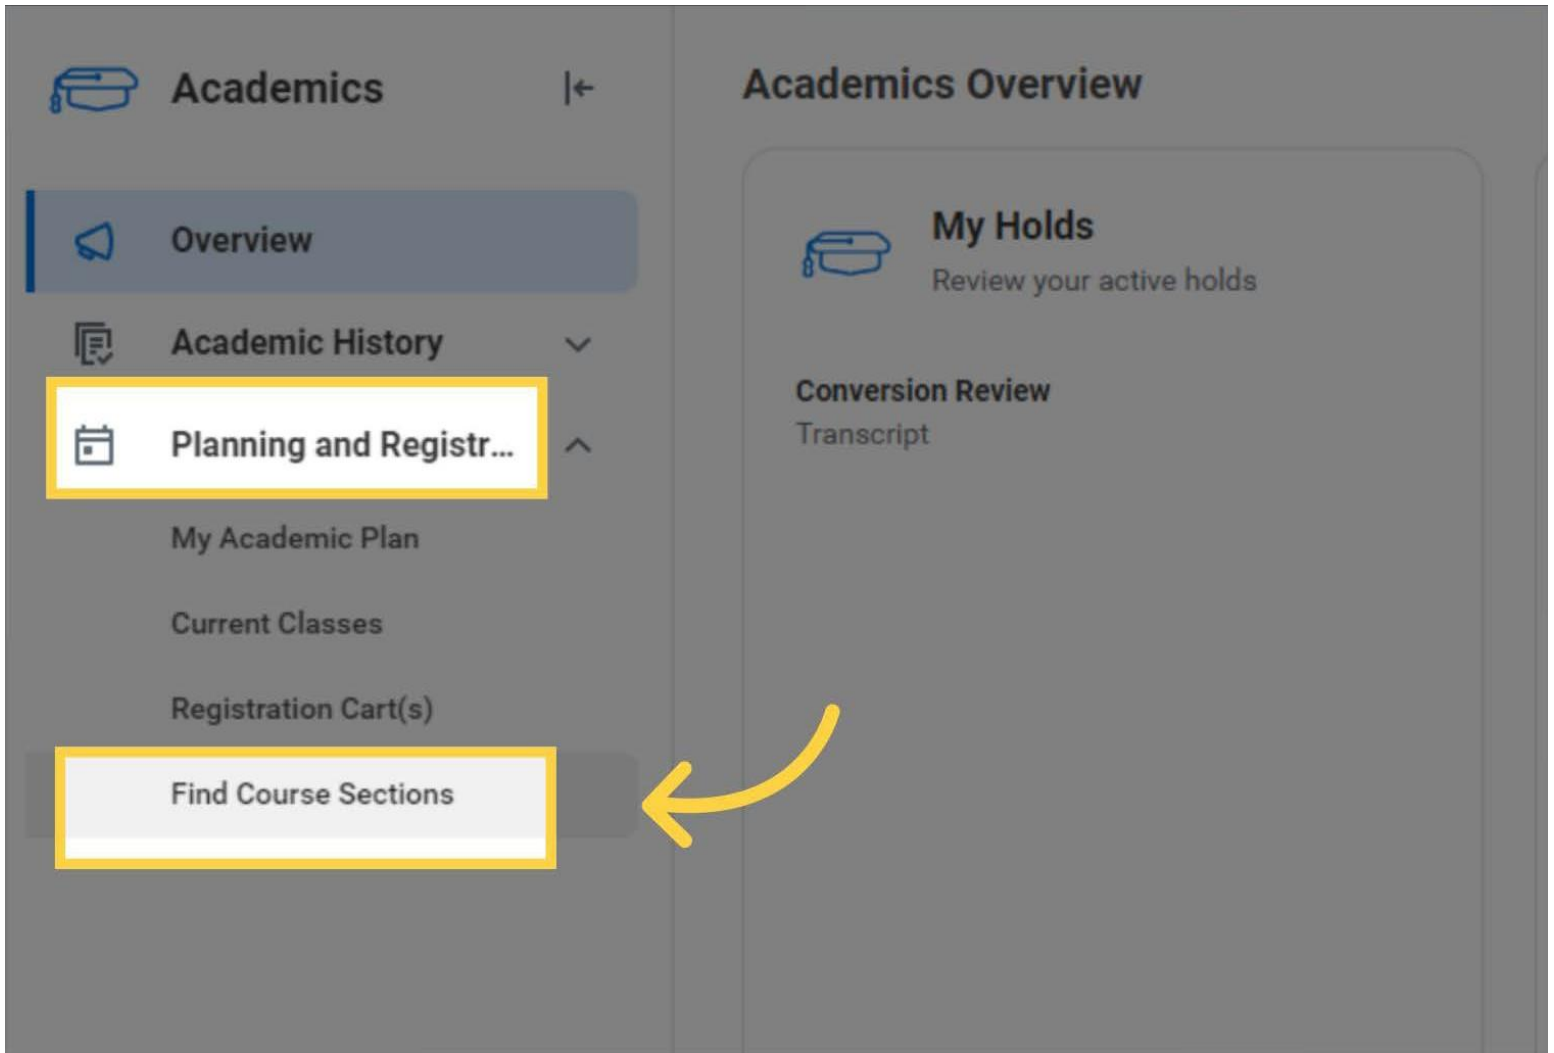 Academics
Overview
Academic History
Planning and Registr...
My Academic Plan
Current Classes
Registration Cart(s)
Find Course Sections
Academics Overview
My Holds
Review your active holds
Conversion Review
Transcript